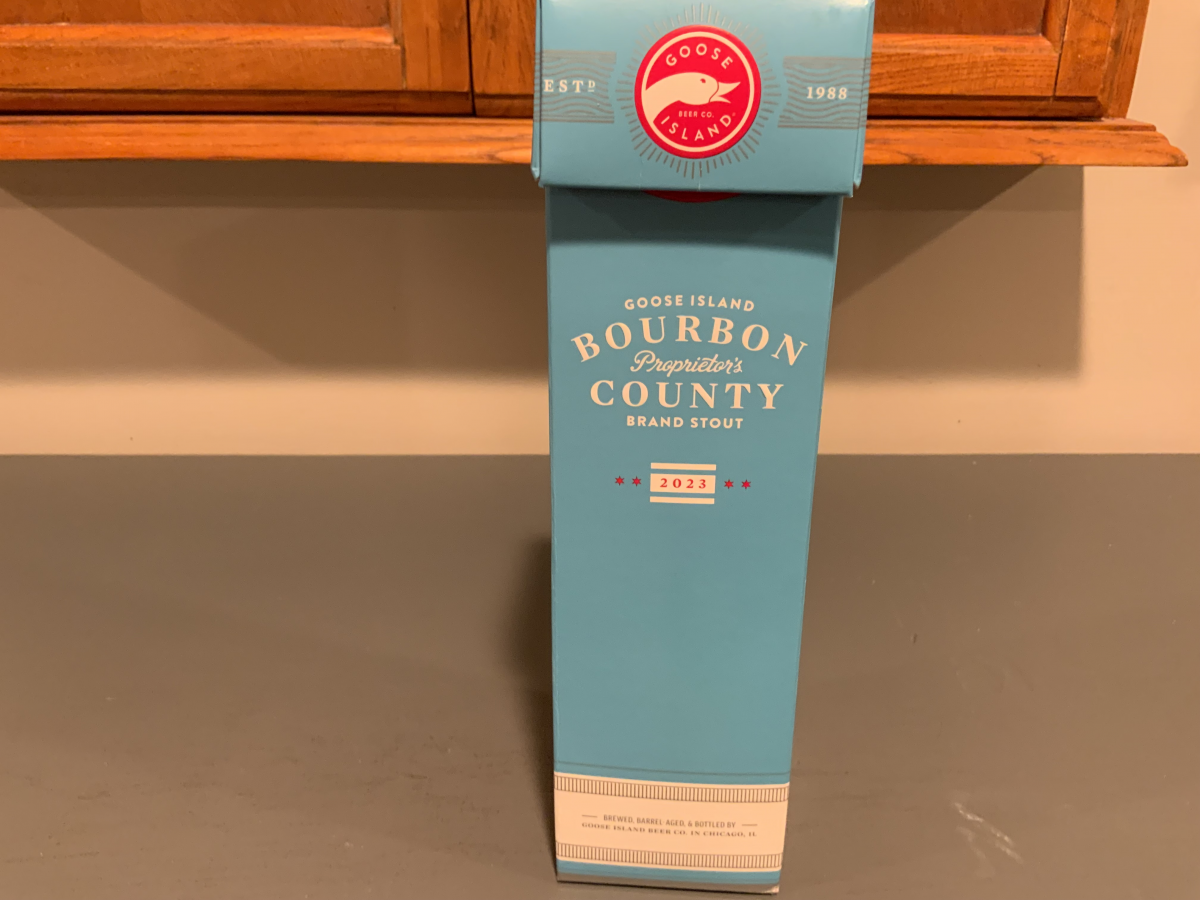 GOOSE
ESTD
1988
BEER CO.
ISLAND
GOOSE ISLAND
BOURBON
Proprietor's
COUNTY
BRAND STOUT
2023
BREWED, BARREL AGED, & BOTTLED BY
GOOSE ISLAND BEER CO. IN CHICAGO, IL